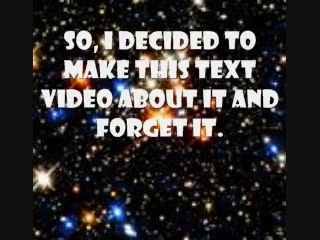 SO, I DECIDED TO
MAKE THIS TEXT
VIDEO ABOUT IT AND
FORGET IT.